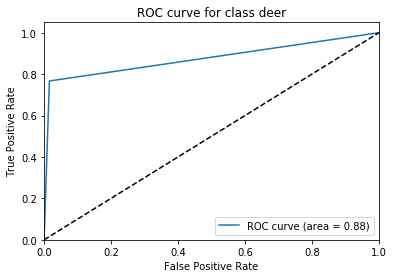 ROC curve for class deer
1.0
0.8
0.6
0.4
0.2
0.0
True Positive Rate
ROC curve (area = 0.88)
0.0 0.2 0.4 0.6 0.8 1.0
False Positive Rate